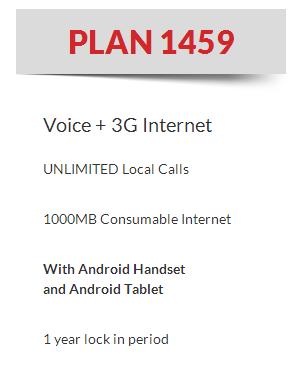 PLAN 1459
Voice + 3G Internet
UNLIMITED Local Calls
1000MB Consumable Internet
With Android Handset
and Android Tablet
1 year lock in period